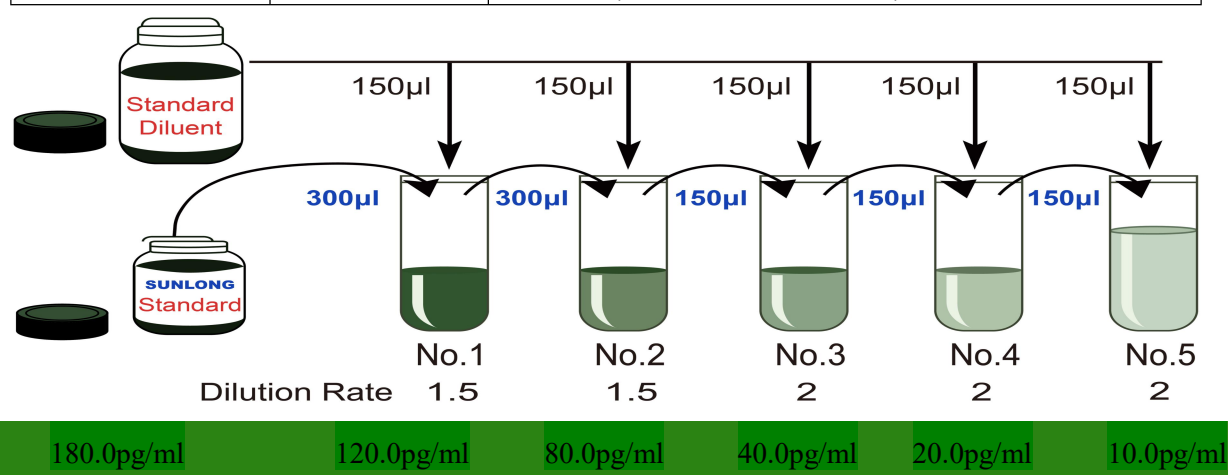 150µl 150µl 150µl 150µl 150µl
Standard
Diluent
300µl 300µl 150µl 150µl 150µl
SUNLONG
Standard
No.1 No.2 No.3 No.4 No.5
Dilution Rate 1.5 1.5 2 2 2
180.0pg/ml 120.0pg/ml 80.0pg/ml 40.0pg/ml 20.0pg/ml 10.0pg/ml